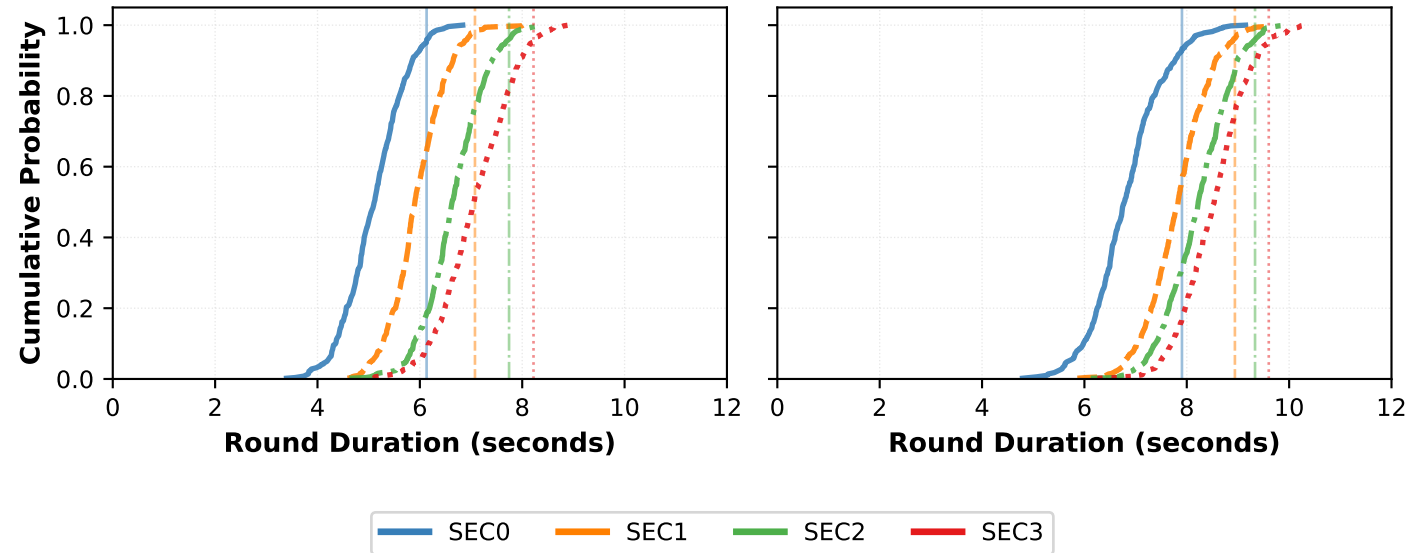 Cumulative Probability
1.0
0.8
0.6
0.4
0.2
0.0
0 2 4 6 8 10 12
0 2 4 6 8 10 12
Round Duration (seconds)
Round Duration (seconds)
SEC0 SEC1 SEC2 SEC3